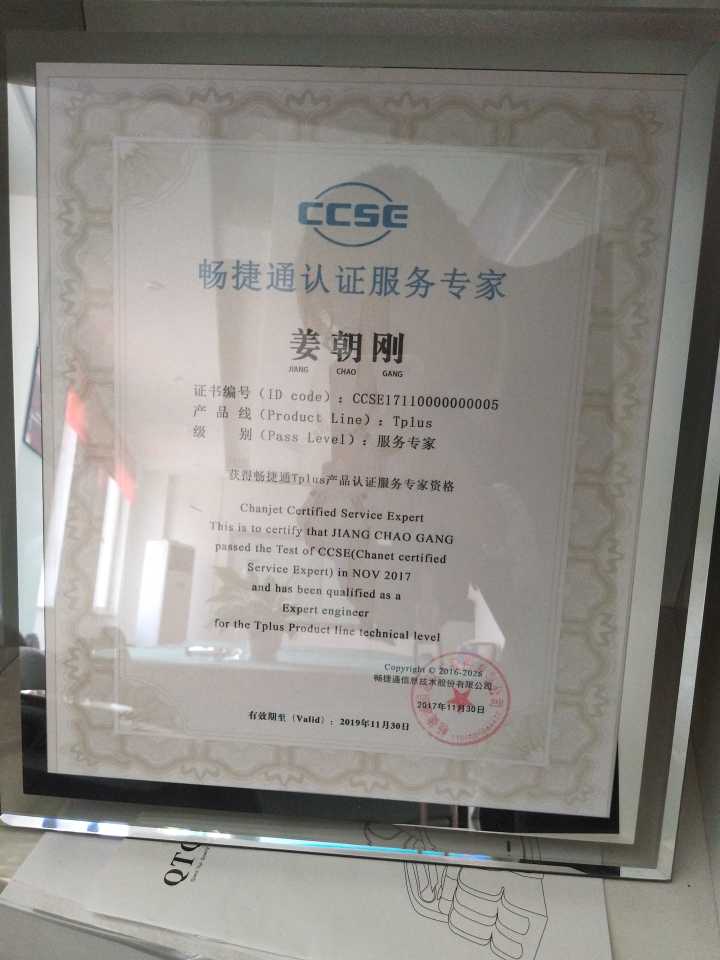 CCSE
畅捷通认证服务专家
姜朝刚
JIANG CHAO GANG
证书编号（ID code）：CCSE17110000000005
产品线（Product Line）：Tplus
级别（Pass Level）：服务专家
获得畅捷通Tplus产品认证服务专家资格
Chanjet Certified Service Expert
This is to certify that JIANG CHAO GANG
passed the Test of CCSE(Chanet certified
Service Expert) in NOV 2017
and has been qualified as a
Expert engineer
for the Tplus Product line technical level
Copyright © 2016-2028
畅捷通信息技术股份有限公司
2017年11月30日
有效期至（Valid）：2019年11月30日